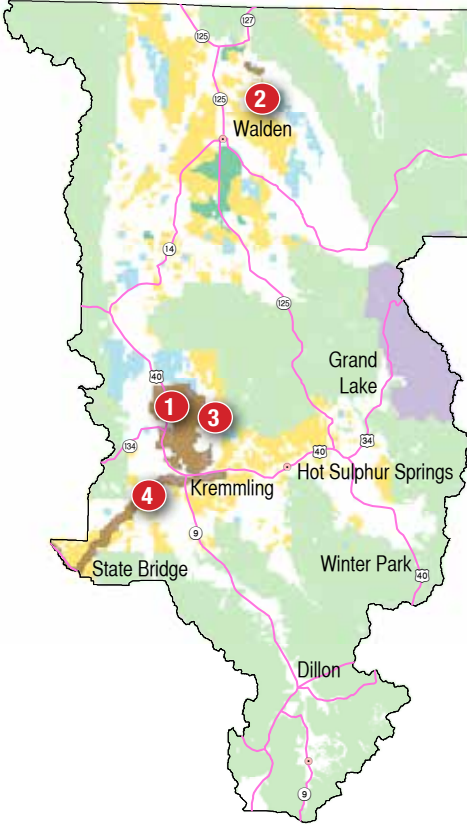 127
125
125
2
Walden
14
125
Grand
Lake
40
1
3
134
34
40
Hot Sulphur Springs
4
Kremmling
9
State Bridge
Winter Park
40
Dillon
9